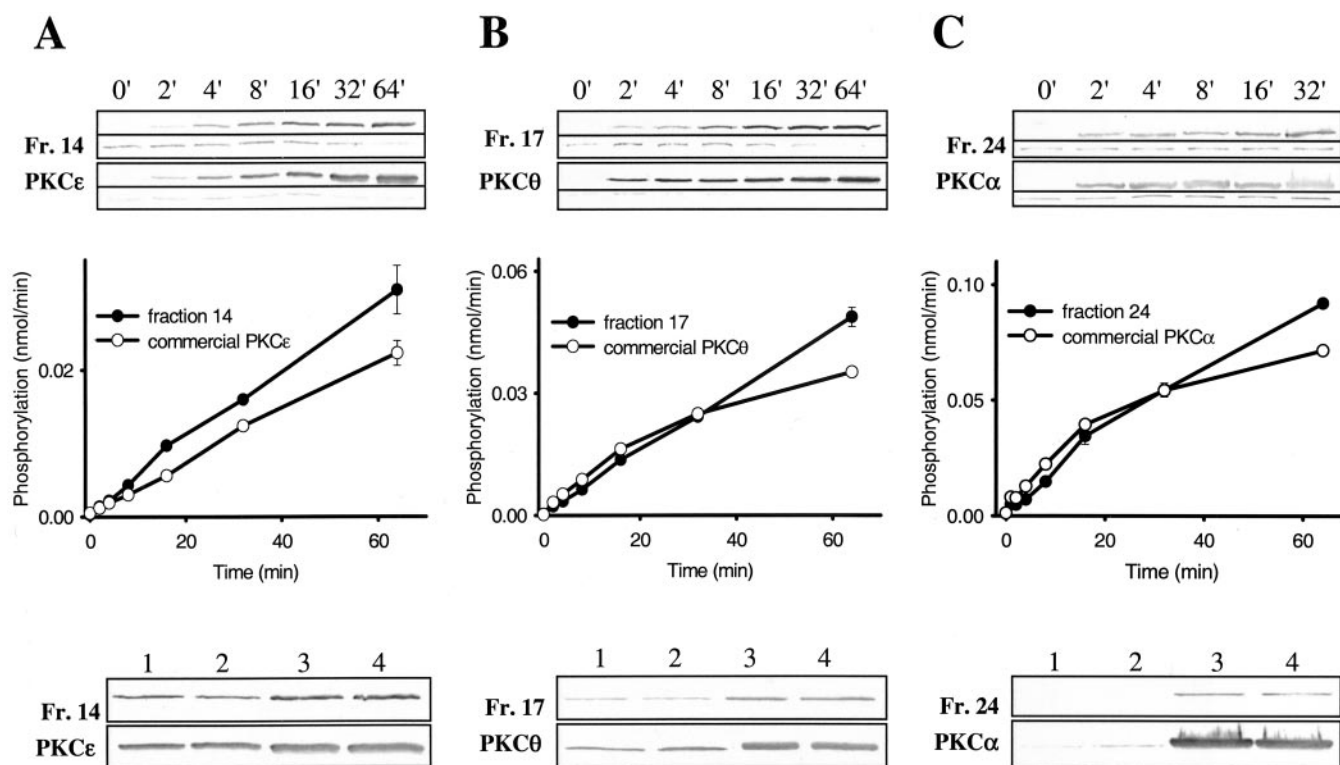 A
0' 2' 4' 8' 16' 32' 64'
Fr. 14
PKCε
Phosphorylation (nmol/min)
0.02
0.00
fraction 14
commercial PKCε
0 20 40 60
Time (min)
1 2 3 4
Fr. 14
PKCε
B
0' 2' 4' 8' 16' 32' 64'
Fr. 17
PKCθ
Phosphorylation (nmol/min)
0.06
0.03
0.00
fraction 17
commercial PKCθ
0 20 40 60
Time (min)
1 2 3 4
Fr. 17
PKCθ
C
0' 2' 4' 8' 16' 32'
Fr. 24
PKCα
Phosphorylation (nmol/min)
0.10
0.05
0.00
fraction 24
commercial PKCα
0 20 40 60
Time (min)
1 2 3 4
Fr. 24
PKCα